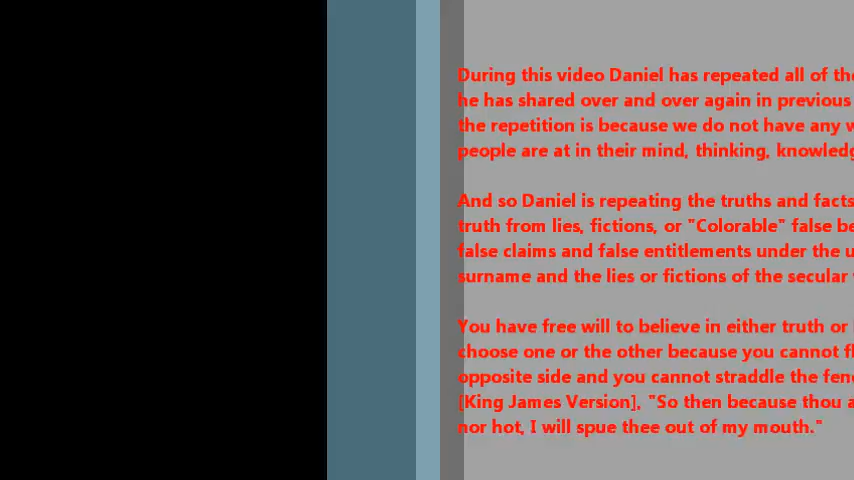 During this video Daniel has repeated all of the
he has shared over and over again in previous
the repetition is because we do not have any
people are at in their mind, thinking,
And so Daniel is repeating the truths and facts
truth from lies, fictions, or "Colorable" false
false claims and false entitlements under the
surname and the lies or fictions of the secular
You have free will to believe in either truth or
choose one or the other because you cannot
opposite side and you cannot straddle the
[King James Version], "So then because thou
nor hot, I will spue thee out of my mouth."